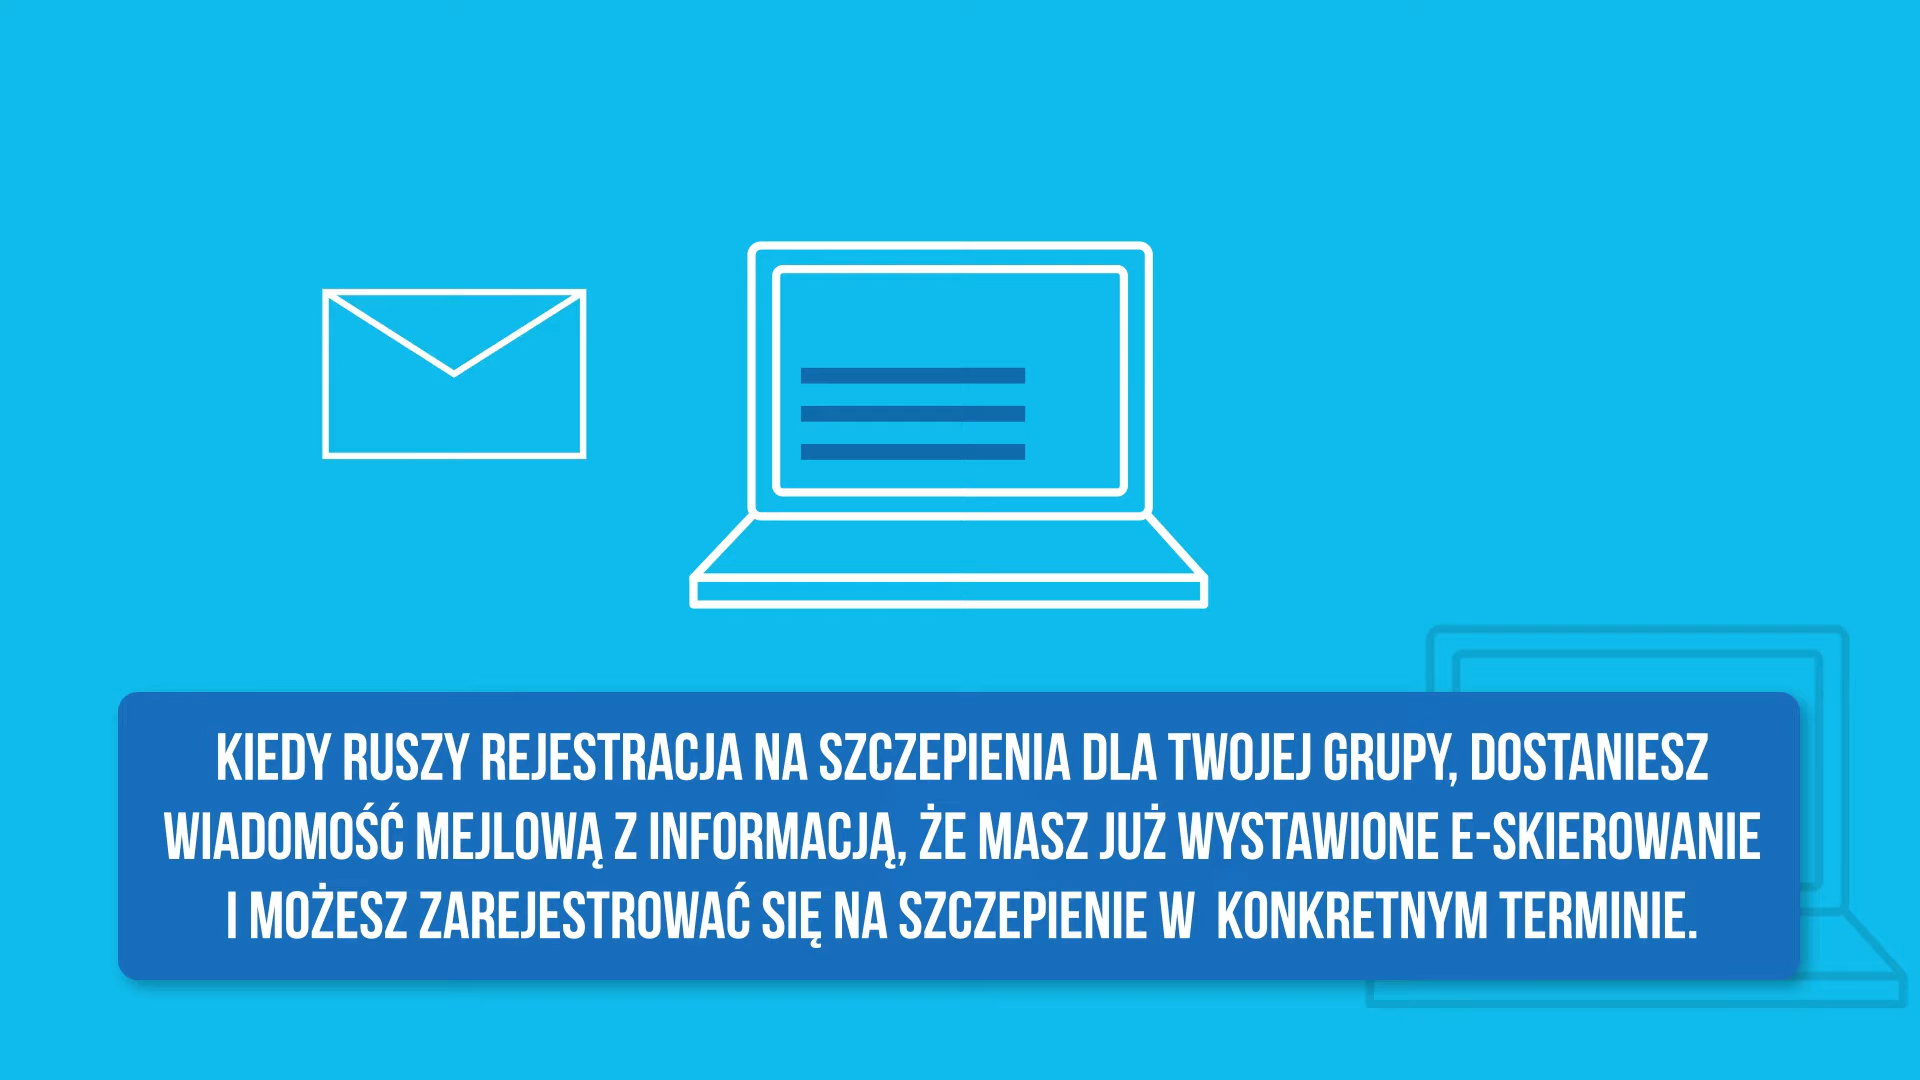 KIEDY RUSZY REJESTRACJA NA SZCZEPIENIA DLA TWOJEJ GRUPY, DOSTANIESZ
WIADOMOŚĆ MEJLOWĄ Z INFORMACJĄ, ŻE MASZ JUŻ WYSTAWIONE E-SKIEROWANIE
I MOŻESZ ZAREJESTROWAĆ SIĘ NA SZCZEPIENIE W  KONKRETNYM TERMINIE.